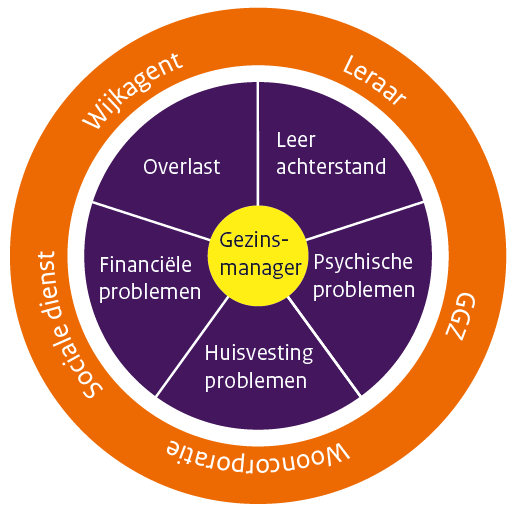 Wijkagent
Leraar
GGZ
Wooncorporatie
Sociale dienst
Overlast
Leer
achterstand
Financiële
problemen
Gezins-
manager
Psychische
problemen
Huisvesting
problemen